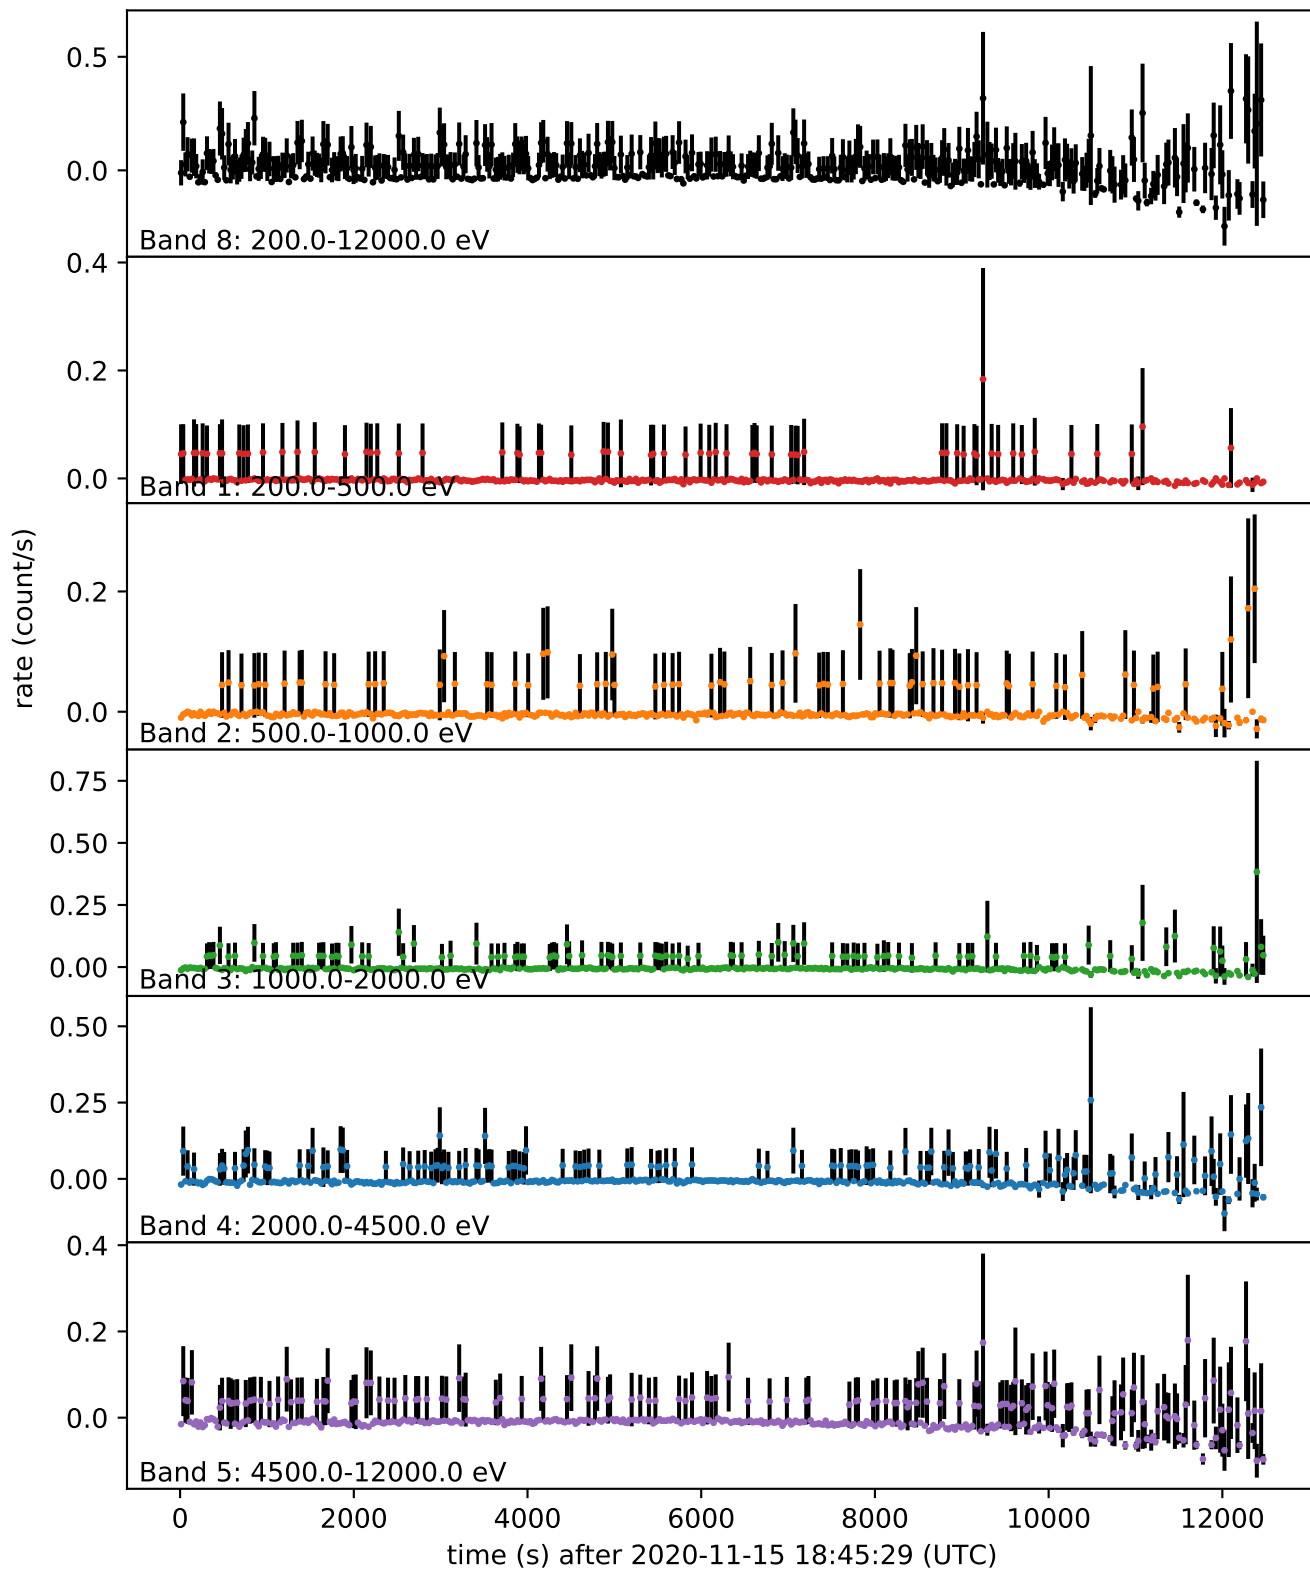 0.5
0.0
Band 8: 200.0-12000.0 eV
0.4
0.2
0.0
Band 1: 200.0-500.0 eV
rate (count/s)
0.2
0.0
Band 2: 500.0-1000.0 eV
0.75
0.50
0.25
0.00
Band 3: 1000.0-2000.0 eV
0.50
0.25
0.00
Band 4: 2000.0-4500.0 eV
0.4
0.2
0.0
Band 5: 4500.0-12000.0 eV
0 2000 4000 6000 8000 10000 12000
time (s) after 2020-11-15 18:45:29 (UTC)